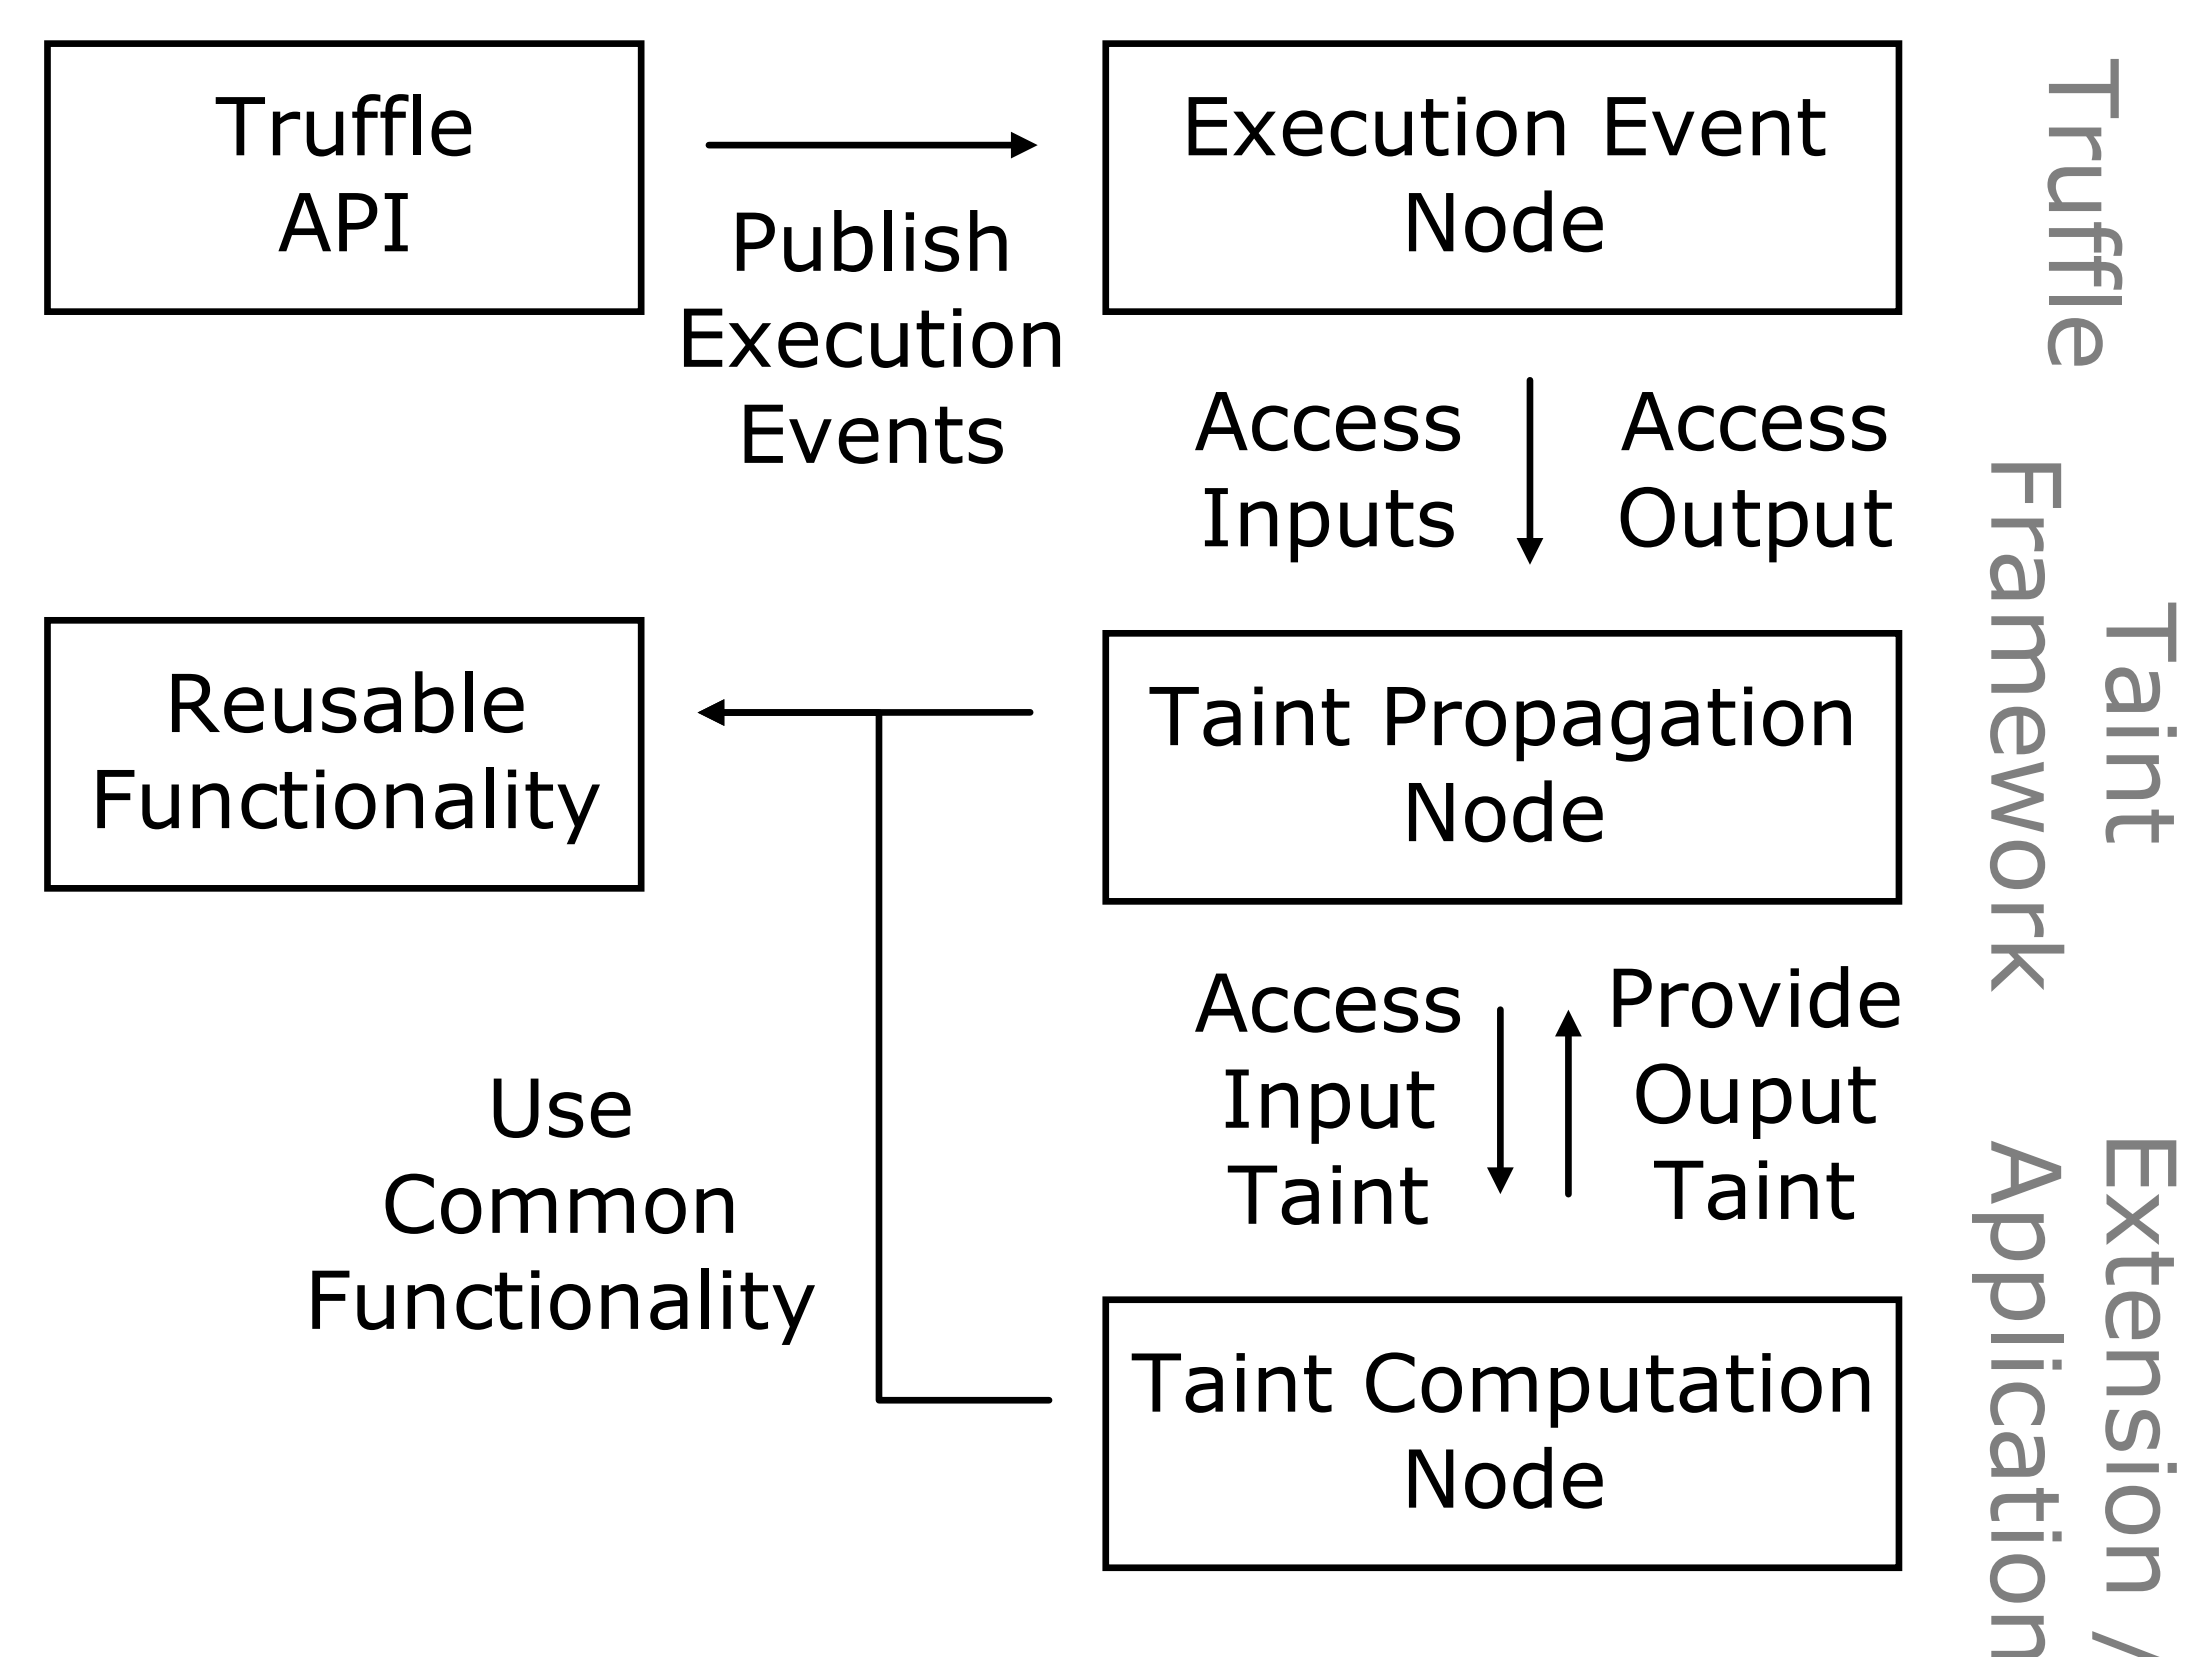 Truffle
API
Publish
Execution
Events
Execution Event
Node
Truffle
Access
Inputs
Access
Output
Reusable
Functionality
Taint Propagation
Node
Taint
Framework
Use
Common
Functionality
Access
Input
Taint
Provide
Ouput
Taint
Taint Computation
Node
Extension /
Application